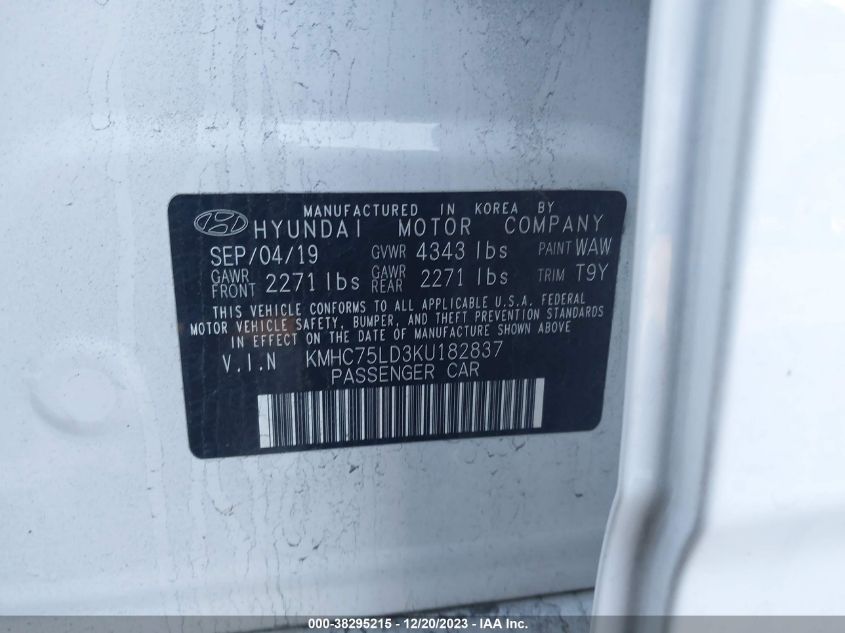 MANUFACTURED IN KOREA BY
HYUNDAI MOTOR COMPANY
SEP/04/19 GVWR 4343 lbs PAINT WAW
GAWR FRONT 2271 lbs GAWR REAR 2271 lbs TRIM T9Y
THIS VEHICLE CONFORMS TO ALL APPLICABLE U.S.A. FEDERAL
MOTOR VEHICLE SAFETY, BUMPER, AND THEFT PREVENTION STANDARDS
IN EFFECT ON THE DATE OF MANUFACTURE SHOWN ABOVE
V.I.N KMHC75LD3KU182837
PASSENGER CAR
000-38295215 - 12/20/2023 - IAA Inc.